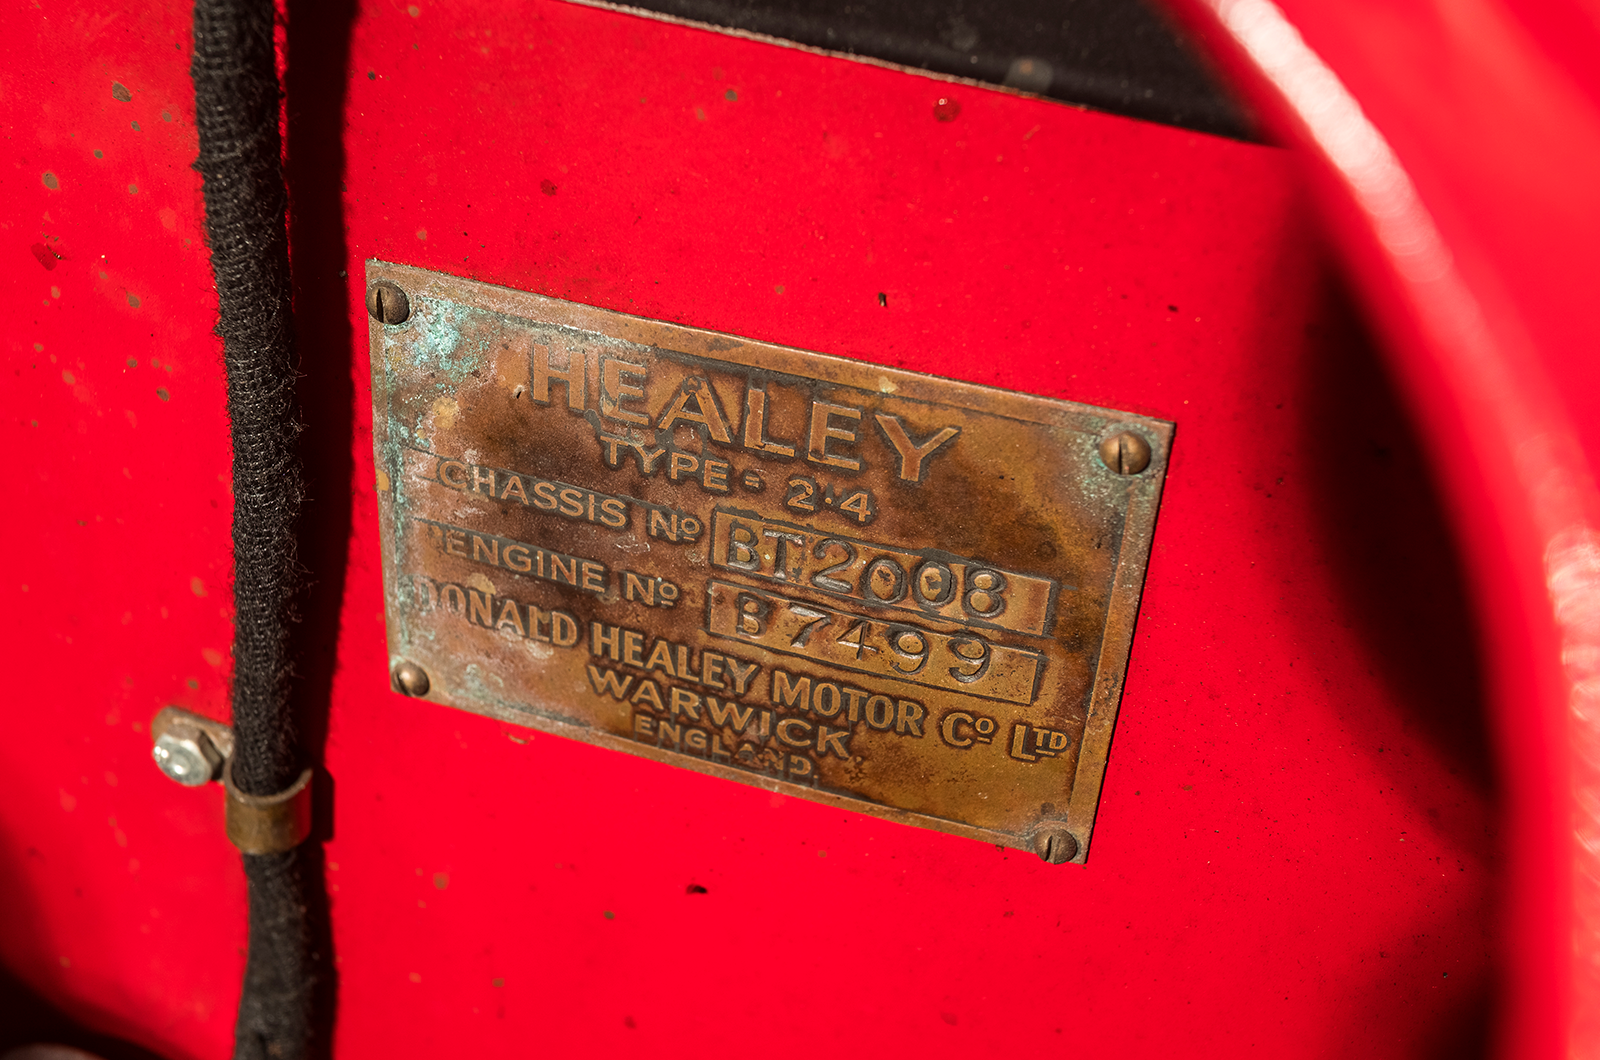 HEALEY
TYPE = 2·4
CHASSIS Nº BT2008
ENGINE Nº B7499
DONALD HEALEY MOTOR Cº LTD
WARWICK
ENGLAND.